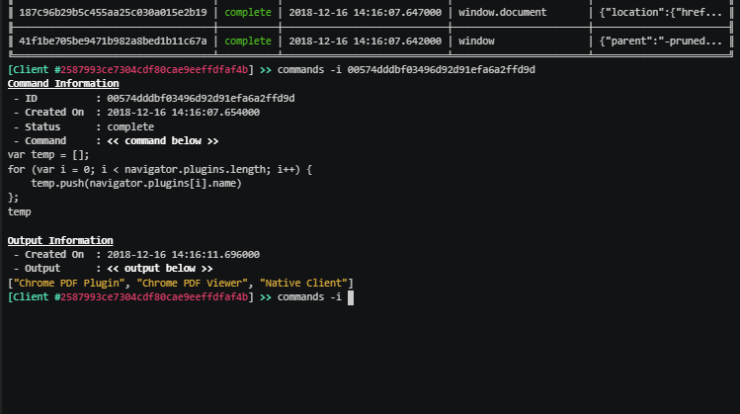 187c96b29b5c455aa25c030a015e2b19 | complete | 2018-12-16 14:16:07.647000 | window.document | {"location":{"href...
41f1be705be9471b982a8bed1b11c67a | complete | 2018-12-16 14:16:07.642000 | window | {"parent":"-pruned...
[Client #2587993ce7304cdf80cae9eeffdfaf4b] >> commands -i 00574dddbf03496d92d91efa6a2ffd9d
Command Information
- ID : 00574dddbf03496d92d91efa6a2ffd9d
- Created On : 2018-12-16 14:16:07.654000
- Status : complete
- Command : << command below >>
var temp = [];
for (var i = 0; i < navigator.plugins.length; i++) {
temp.push(navigator.plugins[i].name)
};
temp
Output Information
- Created On : 2018-12-16 14:16:11.696000
- Output : << output below >>
["Chrome PDF Plugin", "Chrome PDF Viewer", "Native Client"]
[Client #2587993ce7304cdf80cae9eeffdfaf4b] >> commands -i